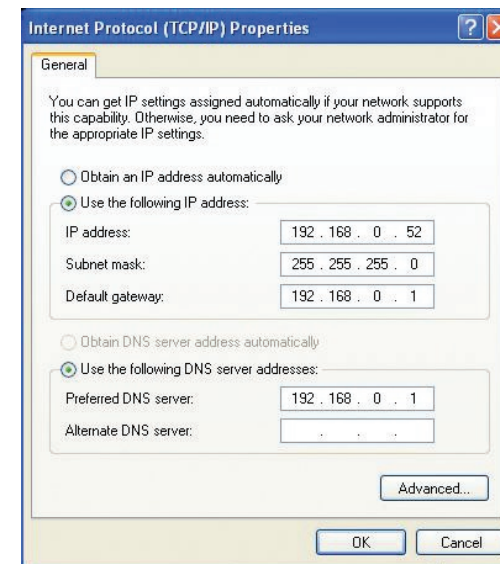 Internet Protocol (TCP/IP) Properties
General
You can get IP settings assigned automatically if your network supports
this capability. Otherwise, you need to ask your network administrator for
the appropriate IP settings.
Obtain an IP address automatically
Use the following IP address:
IP address: 192 . 168 . 0 . 52
Subnet mask: 255 . 255 . 255 . 0
Default gateway: 192 . 168 . 0 . 1
Obtain DNS server address automatically
Use the following DNS server addresses:
Preferred DNS server: 192 . 168 . 0 . 1
Alternate DNS server: . . .
Advanced...
OK Cancel